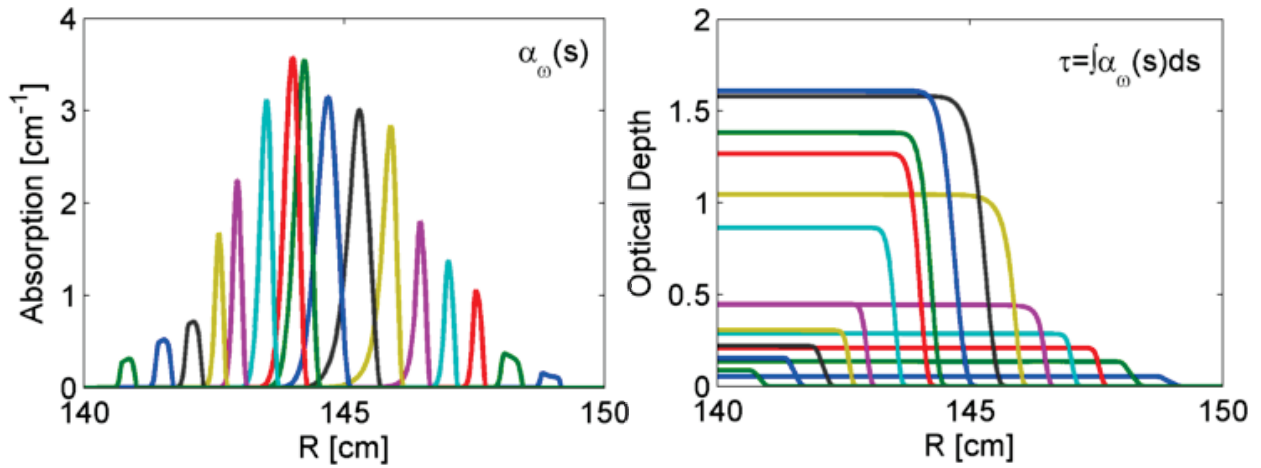 4
3
2
1
0
Absorption [cm⁻¹]
α_ω(s)
140
145
150
R [cm]
2
1.5
1
0.5
0
Optical Depth
τ=∫α_ω(s)ds
140
145
150
R [cm]